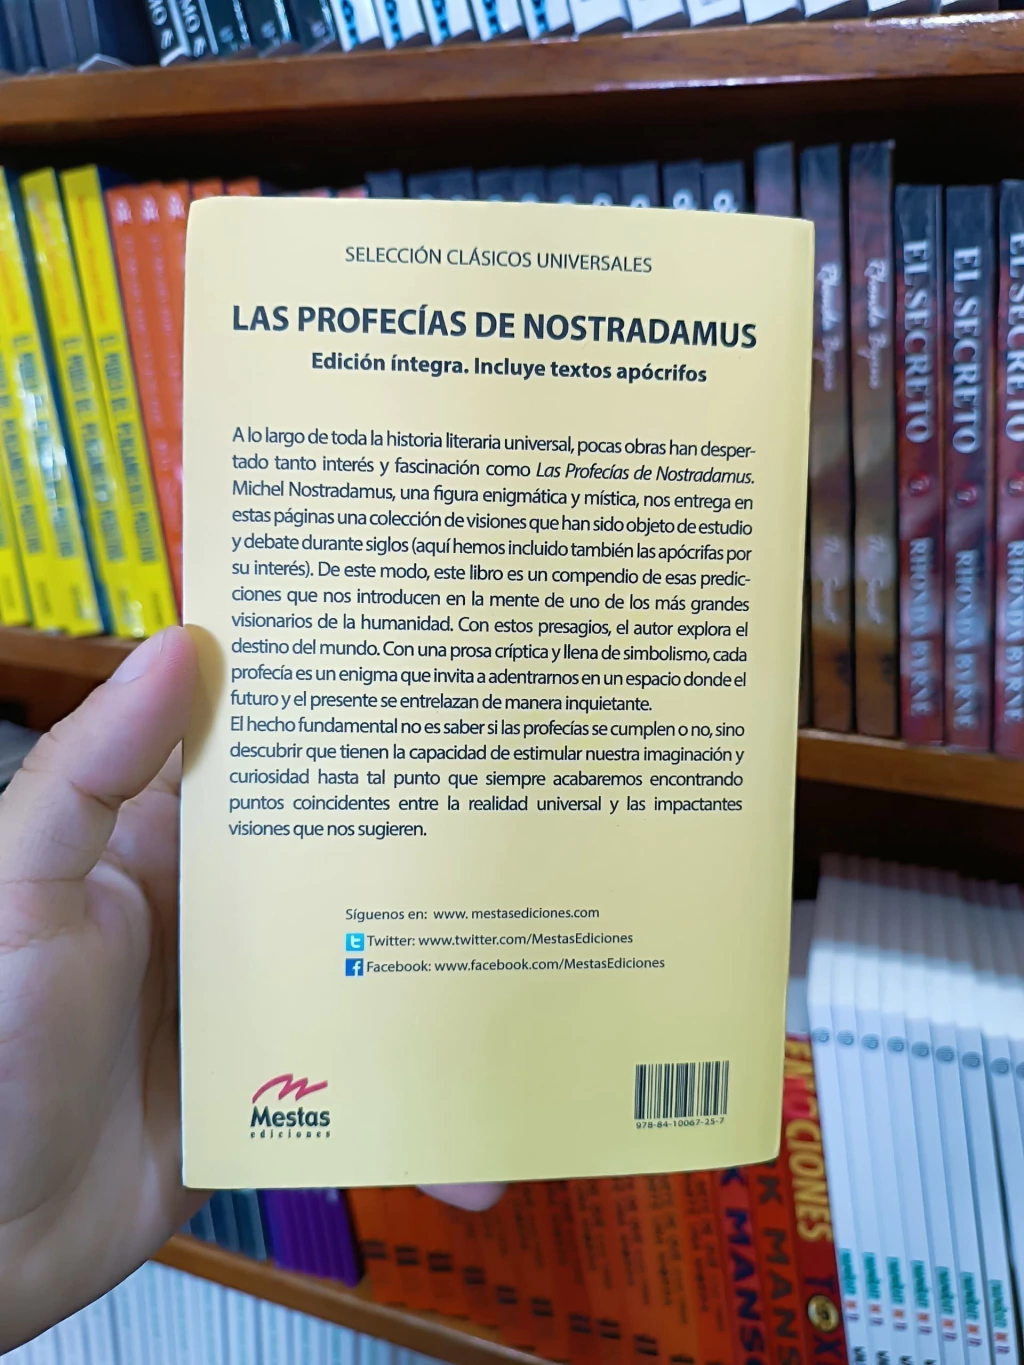 SELECCIÓN CLÁSICOS UNIVERSALES
LAS PROFECÍAS DE NOSTRADAMUS
Edición íntegra. Incluye textos apócrifos
A lo largo de toda la historia literaria universal, pocas obras han desper-
tado tanto interés y fascinación como Las Profecías de Nostradamus.
Michel Nostradamus, una figura enigmática y mística, nos entrega en
estas páginas una colección de visiones que han sido objeto de estudio
y debate durante siglos (aquí hemos incluido también las apócrifas por
su interés). De este modo, este libro es un compendio de esas predic-
ciones que nos introducen en la mente de uno de los más grandes
visionarios de la humanidad. Con estos presagios, el autor explora el
destino del mundo. Con una prosa críptica y llena de simbolismo, cada
profecía es un enigma que invita a adentrarnos en un espacio donde el
futuro y el presente se entrelazan de manera inquietante.
El hecho fundamental no es saber si las profecías se cumplen o no, sino
descubrir que tienen la capacidad de estimular nuestra imaginación y
curiosidad hasta tal punto que siempre acabaremos encontrando
puntos coincidentes entre la realidad universal y las impactantes
visiones que nos sugieren.
Síguenos en: www. mestasediciones.com
Twitter: www.twitter.com/MestasEdiciones
Facebook: www.facebook.com/MestasEdiciones
Mestas
ediciones
978-84-10067-25-7
EL SECRETO RHONDA BYRNE
EL SECRETO RHONDA BYRNE
EL SECRETO RHONDA BYRNE